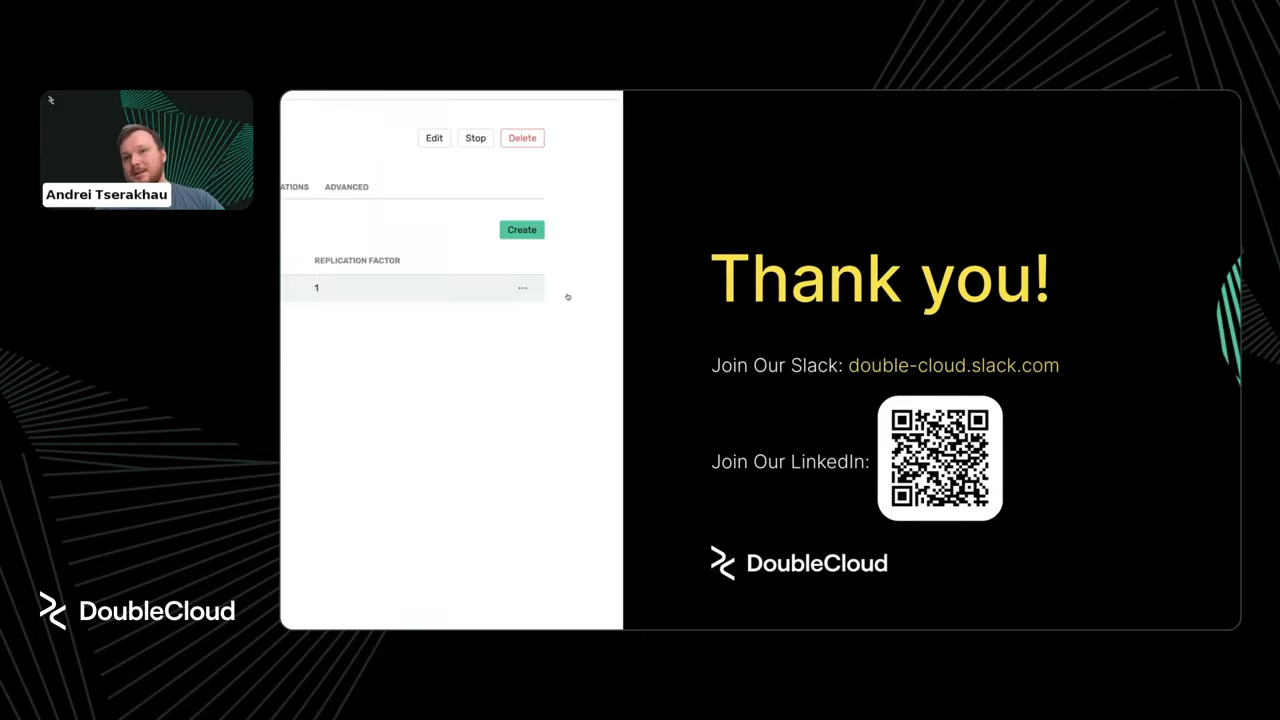 Andrei Tserakhau
Edit Stop Delete
ATIONS ADVANCED
Create
REPLICATION FACTOR
1
Thank you!
Join Our Slack: double-cloud.slack.com
Join Our LinkedIn:
DoubleCloud
DoubleCloud